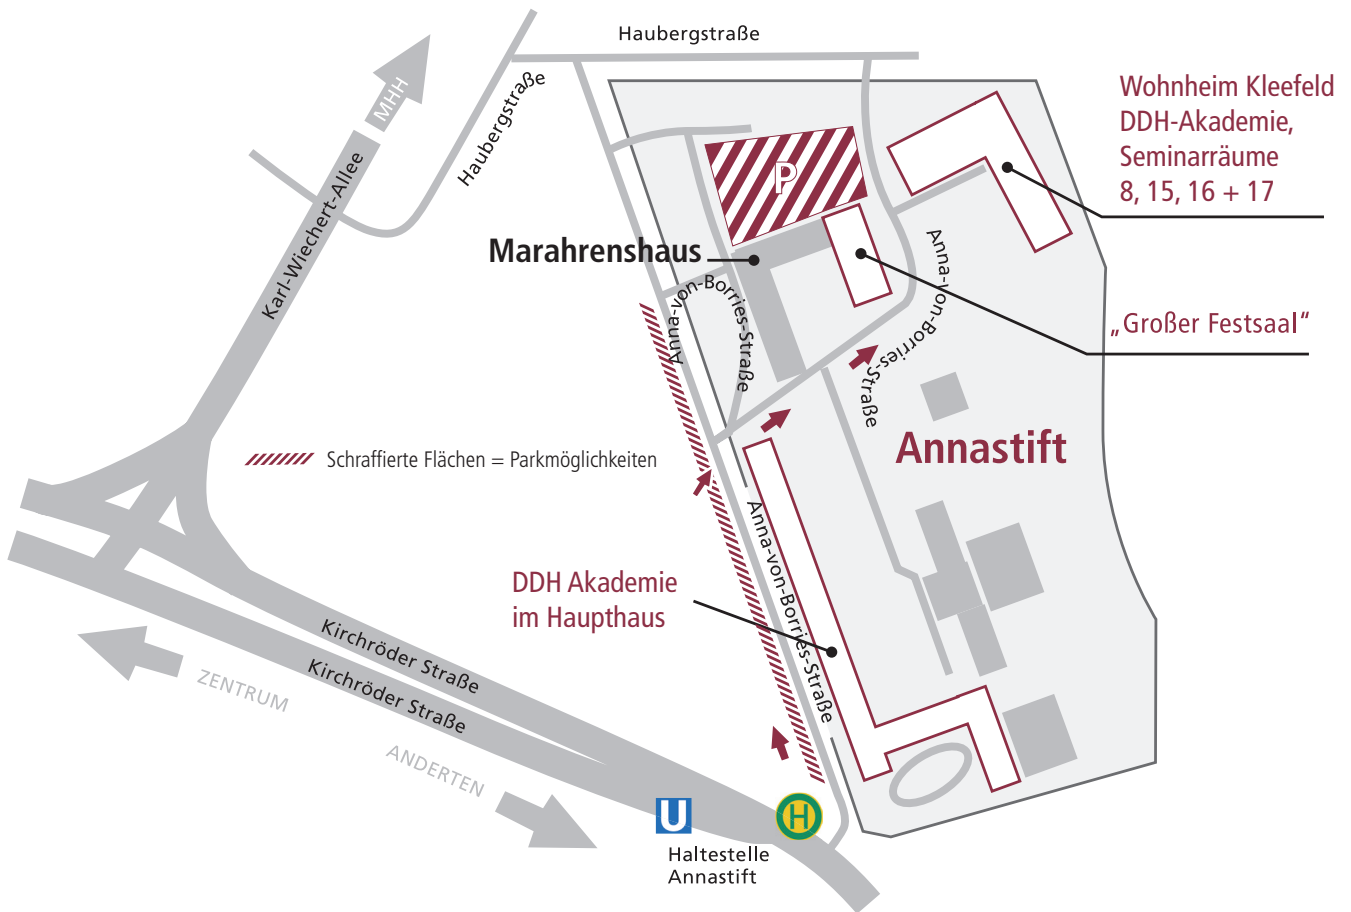 Haubergstraße
Haubergstraße
MHH
Karl-Wiechert-Allee
Wohnheim Kleefeld
DDH-Akademie,
Seminarräume
8, 15, 16 + 17
P
Marahrenshaus
Anna-von-Borries-Straße
Anna-von-Borries-Straße
„Großer Festsaal“
Annastift
Schraffierte Flächen = Parkmöglichkeiten
Anna-von-Borries-Straße
DDH Akademie
im Haupthaus
Kirchröder Straße
Kirchröder Straße
ZENTRUM
ANDERTEN
U
H
Haltestelle
Annastift